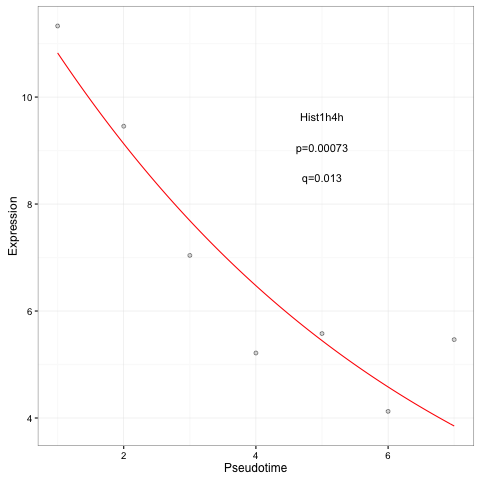 Hist1h4h
p=0.00073
q=0.013
10
8
6
4
Expression
2
4
6
Pseudotime